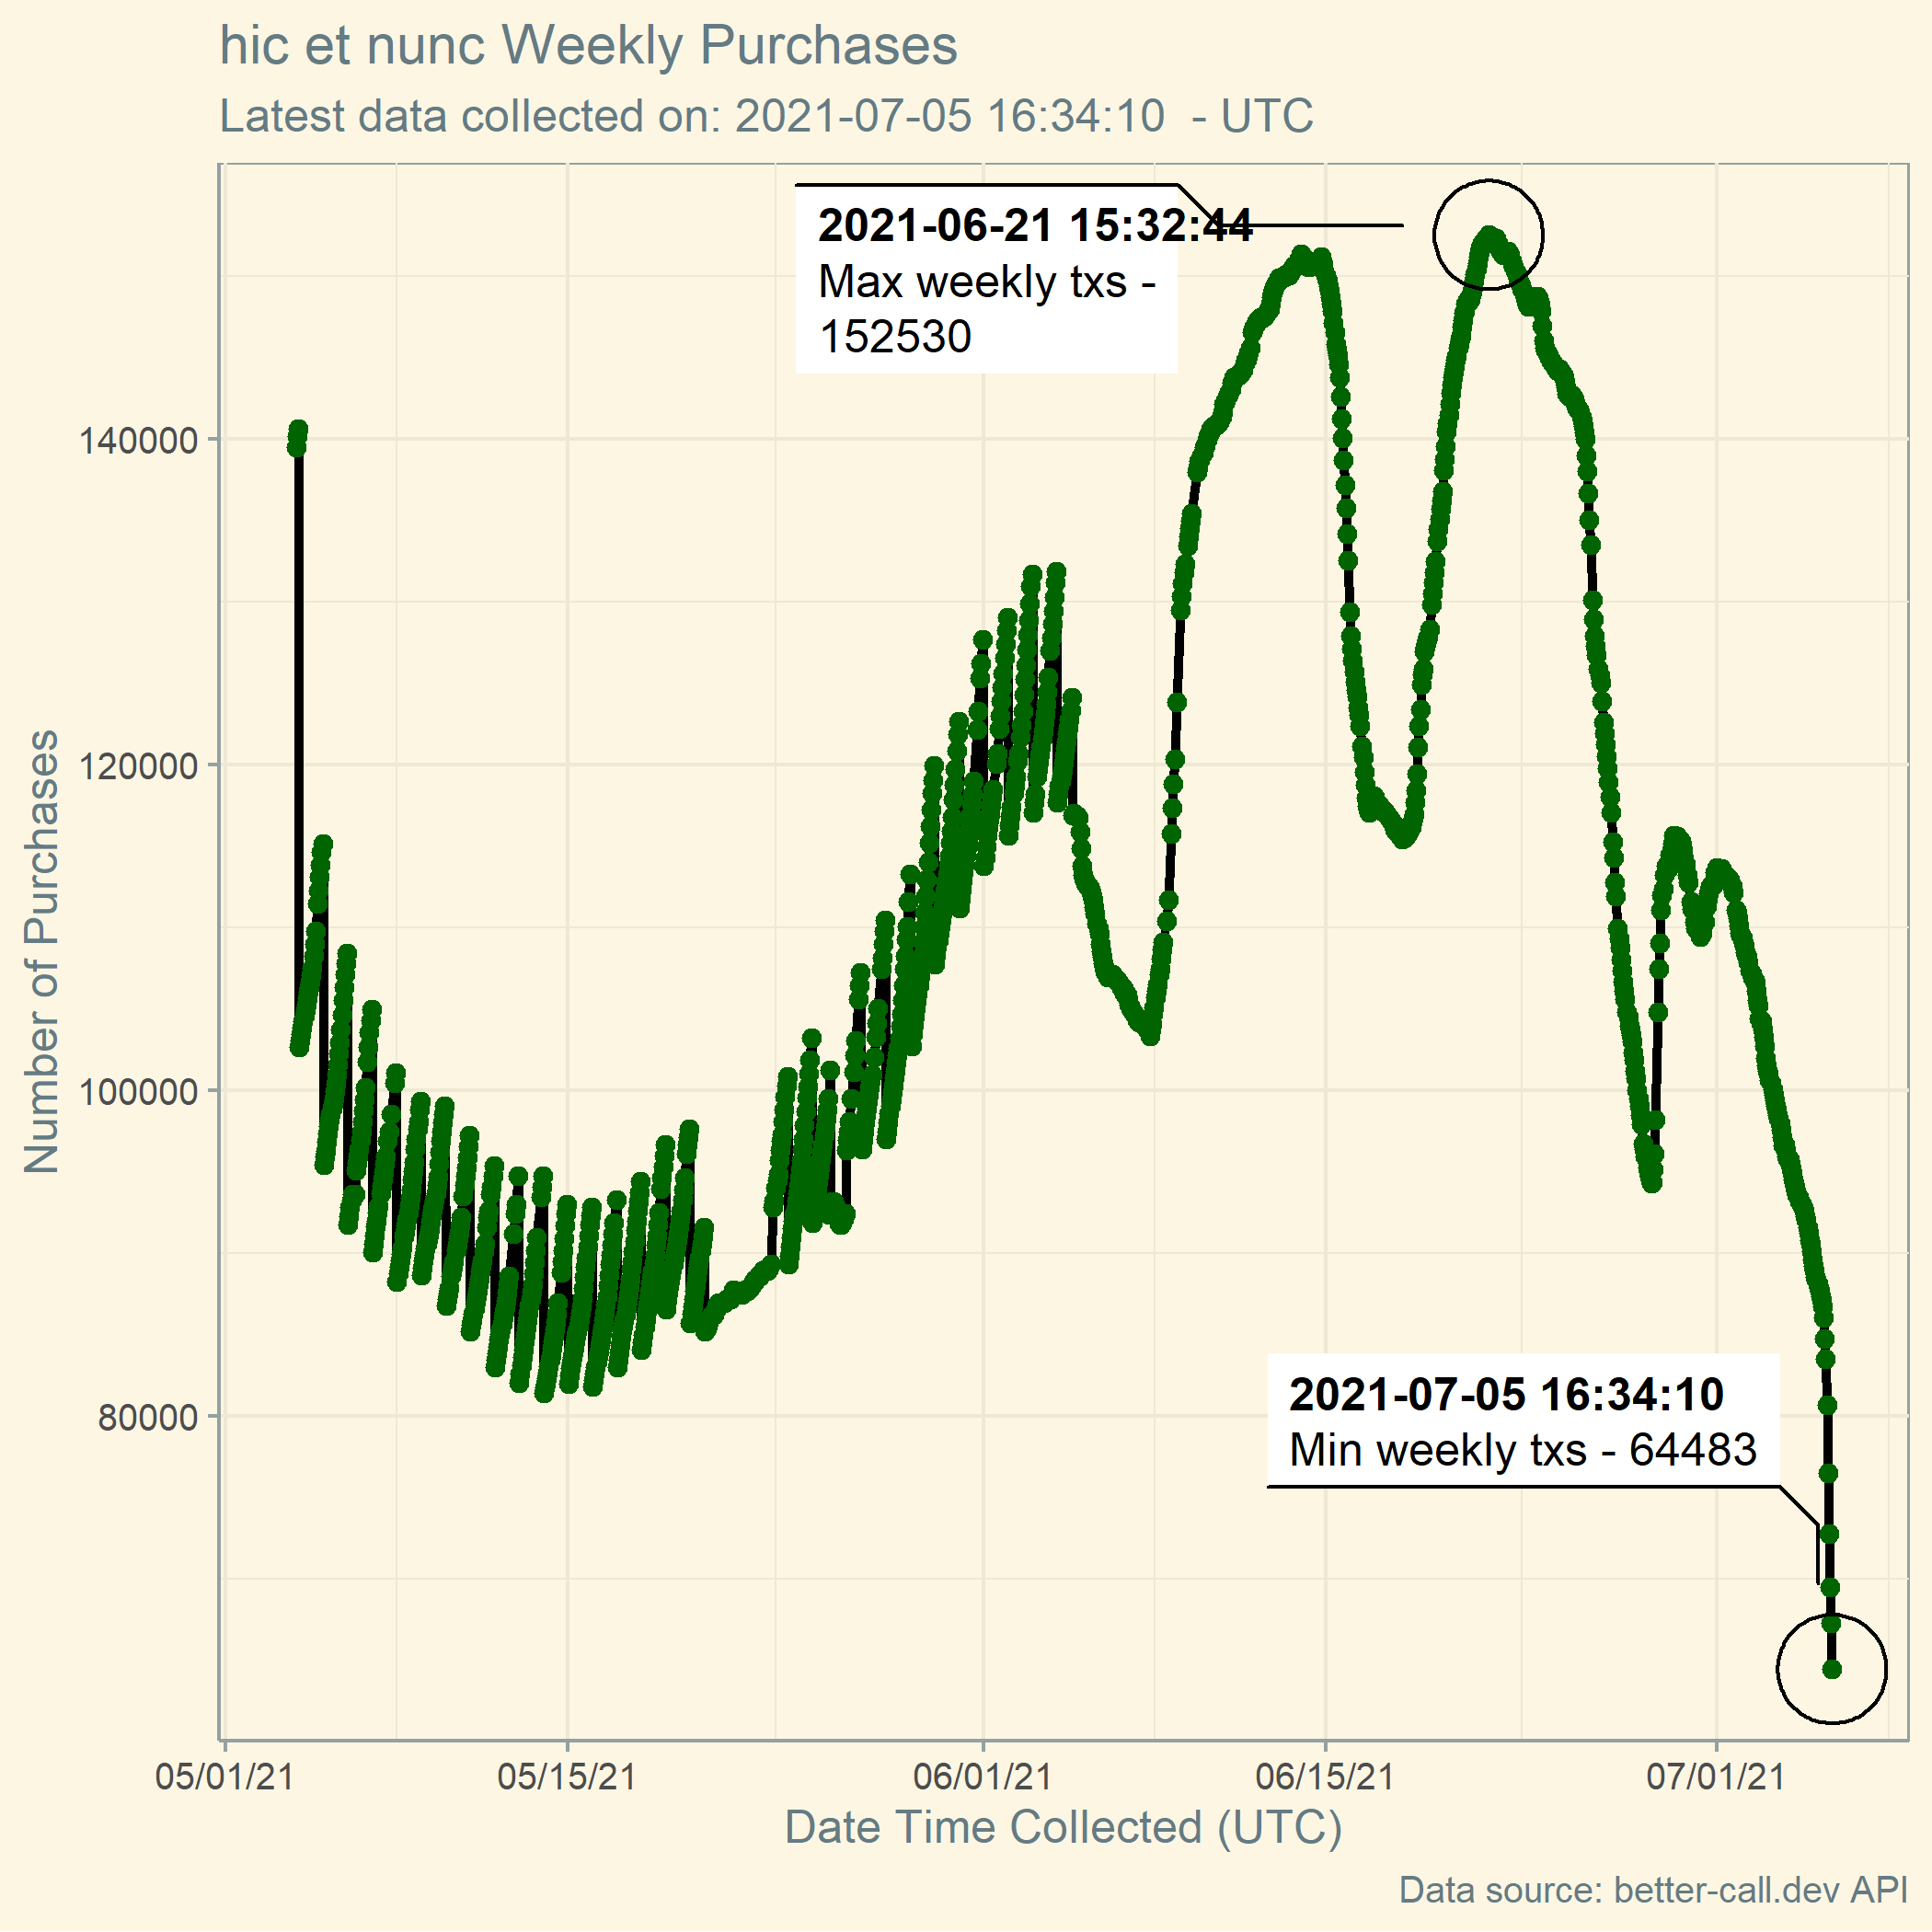 hic et nunc Weekly Purchases
Latest data collected on: 2021-07-05 16:34:10  - UTC
2021-06-21 15:32:44
Max weekly txs -
152530
140000
120000
100000
80000
Number of Purchases
2021-07-05 16:34:10
Min weekly txs - 64483
05/01/21 05/15/21 06/01/21 06/15/21 07/01/21
Date Time Collected (UTC)
Data source: better-call.dev API